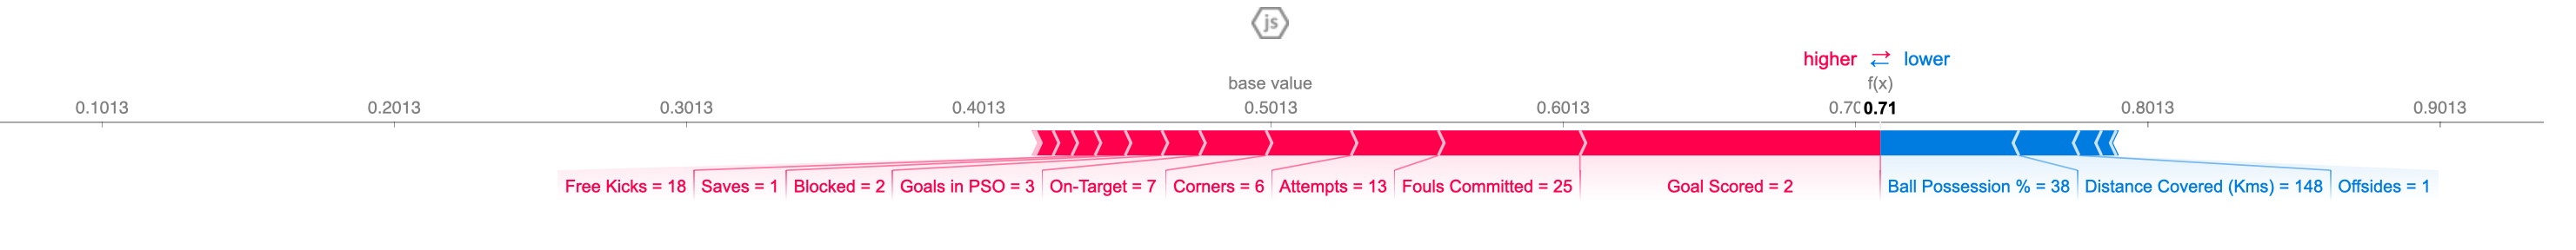 js
higher lower
base value f(x)
0.1013 0.2013 0.3013 0.4013 0.5013 0.6013 0.70 0.71 0.8013 0.9013
Free Kicks = 18 Saves = 1 Blocked = 2 Goals in PSO = 3 On-Target = 7 Corners = 6 Attempts = 13 Fouls Committed = 25 Goal Scored = 2 Ball Possession % = 38 Distance Covered (Kms) = 148 Offsides = 1